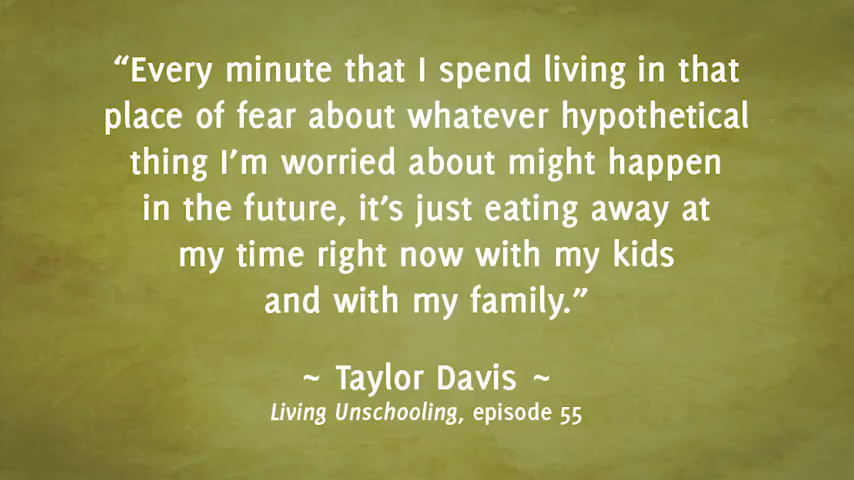 “Every minute that I spend living in that
place of fear about whatever hypothetical
thing I’m worried about might happen
in the future, it’s just eating away at
my time right now with my kids
and with my family.”
~ Taylor Davis ~
Living Unschooling, episode 55